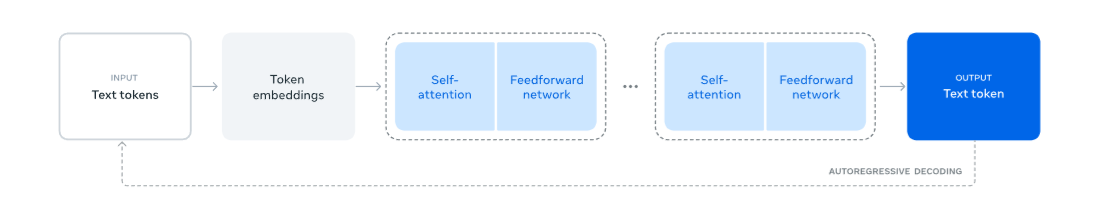 INPUT
Text tokens
Token
embeddings
Self-
attention
Feedforward
network
...
Self-
attention
Feedforward
network
OUTPUT
Text token
AUTOREGRESSIVE DECODING